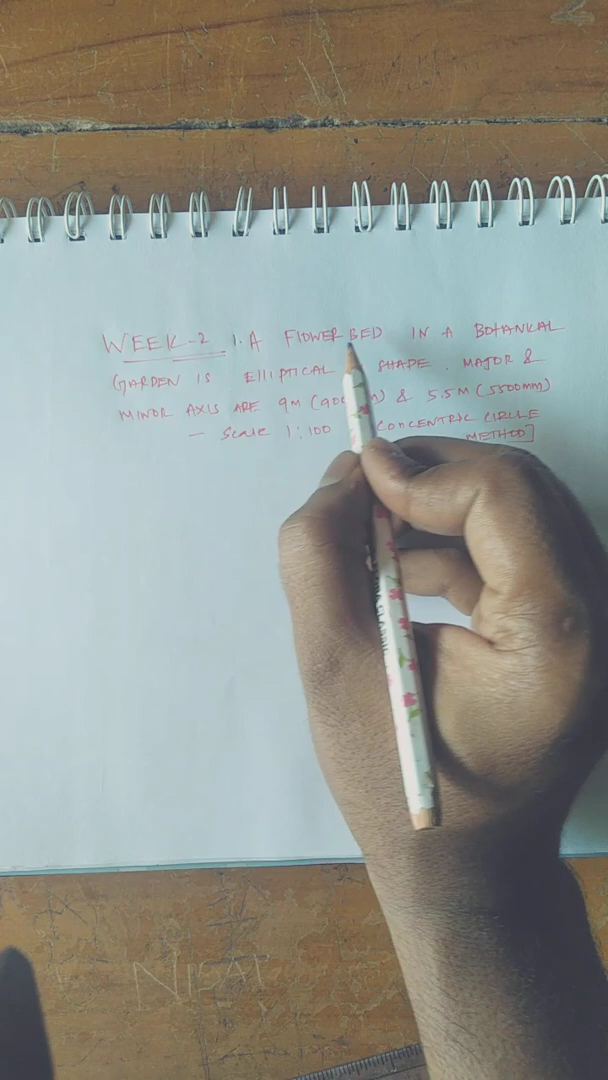 WEEK-2 1. A FlOWER BED IN A BOTANICAL
GARDEN IS EllIPTICAL SHAPE. MAJOR &
MINOR AXIS ARE 9M & 5.5M (5500mm)
- Scale 1:100 CONCENTRIC CIRCLE
METHOD]
NISAT